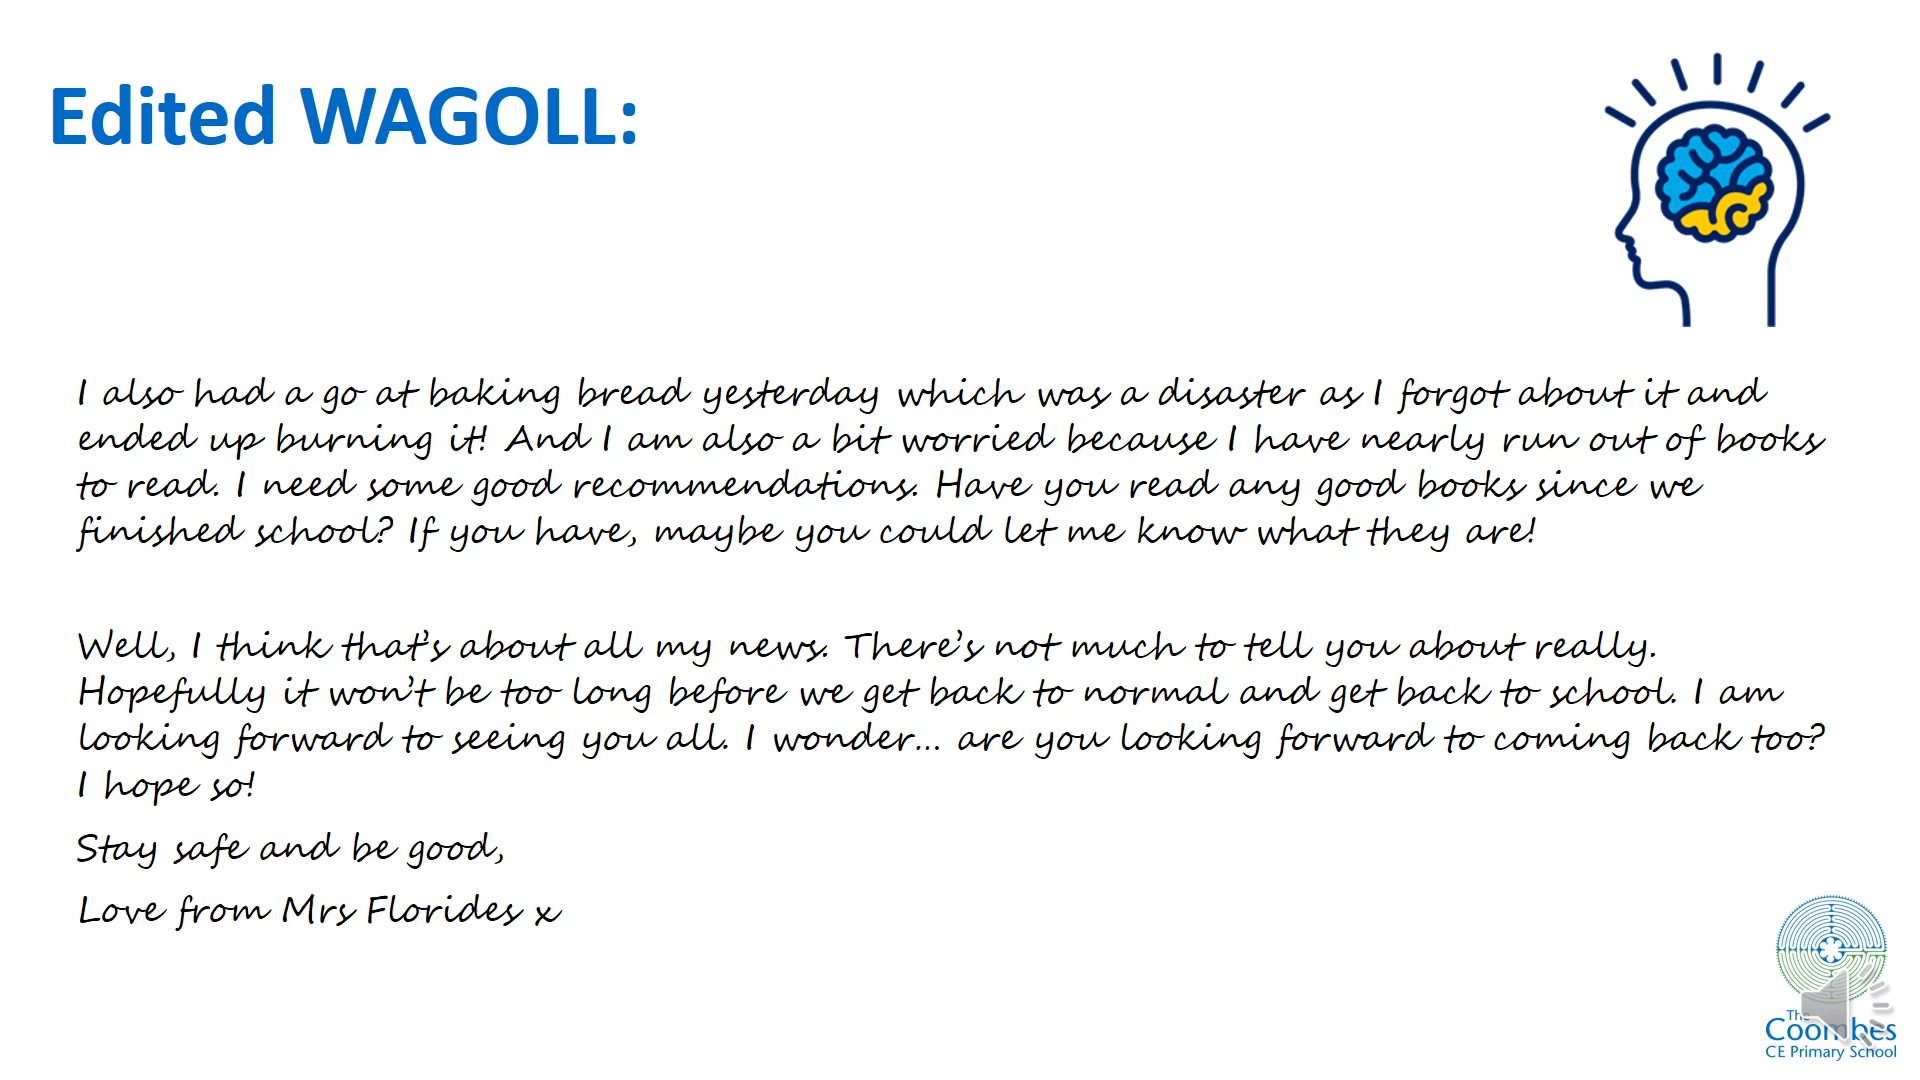 Edited WAGOLL:
I also had a go at baking bread yesterday which was a disaster as I forgot about it and
ended up burning it! And I am also a bit worried because I have nearly run out of books
to read. I need some good recommendations. Have you read any good books since we
finished school? If you have, maybe you could let me know what they are!
Well, I think that's about all my news. There's not much to tell you about really.
Hopefully it won't be too long before we get back to normal and get back to school. I am
looking forward to seeing you all. I wonder... are you looking forward to coming back too?
I hope so!
Stay safe and be good,
Love from Mrs Florides x
The
Coombes
CE Primary School